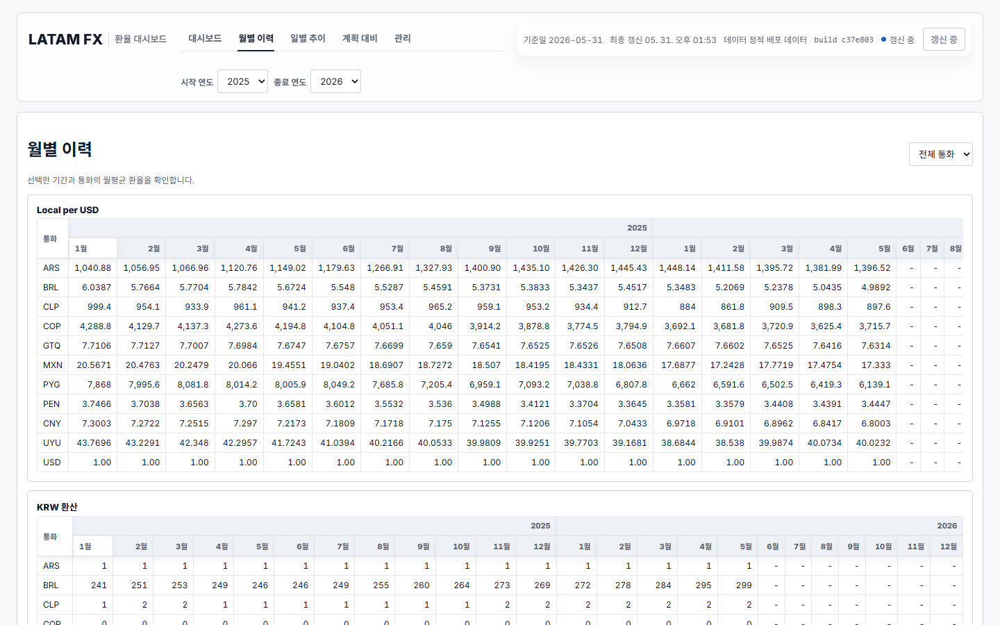 LATAM FX 환율 대시보드 대시보드 월별 이력 일별 추이 계획 대비 관리 기준일 2026-05-31 최종 갱신 05. 31. 오후 01:53 데이터 정적 배포 데이터 build c37e803 갱신 중 갱신 중
시작 연도 2025 종료 연도 2026
월별 이력 전체 통화
선택한 기간과 통화의 월평균 환율을 확인합니다.
Local per USD
통화 2025
1월 2월 3월 4월 5월 6월 7월 8월 9월 10월 11월 12월 1월 2월 3월 4월 5월 6월 7월 8월
ARS 1,040.88 1,056.95 1,066.96 1,120.76 1,149.02 1,179.63 1,266.91 1,327.93 1,400.90 1,435.10 1,426.30 1,445.43 1,448.14 1,411.58 1,395.72 1,381.99 1,396.52 - - -
BRL 6.0387 5.7664 5.7704 5.7842 5.6724 5.548 5.5287 5.4591 5.3731 5.3833 5.3437 5.4517 5.3483 5.2069 5.2378 5.0435 4.9892 - - -
CLP 999.4 954.1 933.9 961.1 941.2 937.4 953.4 965.2 959.1 953.2 934.4 912.7 884 861.8 909.5 898.3 897.6 - - -
COP 4,288.8 4,129.7 4,137.3 4,273.6 4,194.8 4,104.8 4,051.1 4,046 3,914.2 3,878.8 3,774.5 3,794.9 3,692.1 3,681.8 3,720.9 3,625.4 3,715.7 - - -
GTQ 7.7106 7.7127 7.7007 7.6984 7.6747 7.6757 7.6699 7.659 7.6541 7.6525 7.6526 7.6508 7.6607 7.6602 7.6525 7.6416 7.6314 - - -
MXN 20.5671 20.4763 20.2479 20.066 19.4551 19.0402 18.6907 18.7272 18.507 18.4195 18.4331 18.0636 17.6877 17.2428 17.7719 17.4754 17.333 - - -
PYG 7,868 7,995.6 8,081.8 8,014.2 8,005.9 8,049.2 7,685.8 7,205.4 6,959.1 7,093.2 7,038.8 6,807.8 6,662 6,591.6 6,502.5 6,419.3 6,139.1 - - -
PEN 3.7466 3.7038 3.6563 3.70 3.6581 3.6012 3.5532 3.536 3.4988 3.4121 3.3704 3.3645 3.3581 3.3579 3.4408 3.4391 3.4447 - - -
CNY 7.3003 7.2722 7.2515 7.297 7.2173 7.1809 7.1718 7.175 7.1255 7.1206 7.1054 7.0433 6.9718 6.9101 6.8962 6.8417 6.8003 - - -
UYU 43.7696 43.2291 42.348 42.2957 41.7243 41.0394 40.2166 40.0533 39.9809 39.9251 39.7703 39.1681 38.6844 38.538 39.9874 40.0734 40.0232 - - -
USD 1.00 1.00 1.00 1.00 1.00 1.00 1.00 1.00 1.00 1.00 1.00 1.00 1.00 1.00 1.00 1.00 1.00 - - -
KRW 환산
통화 2025 2026
1월 2월 3월 4월 5월 6월 7월 8월 9월 10월 11월 12월 1월 2월 3월 4월 5월 6월 7월 8월 9월 10월 11월 12월
ARS 1 1 1 1 1 1 1 1 1 1 1 1 1 1 1 1 1 - - - - - - -
BRL 241 251 253 249 246 246 249 255 260 264 273 269 272 278 284 295 299 - - - - - - -
CLP 1 2 2 1 1 1 1 1 1 1 2 2 2 2 2 2 2 - - - - - - -
COP 0 0 0 0 0 0 0 0 0 0 0 0 0 0 0 0 0 - - - - - - -